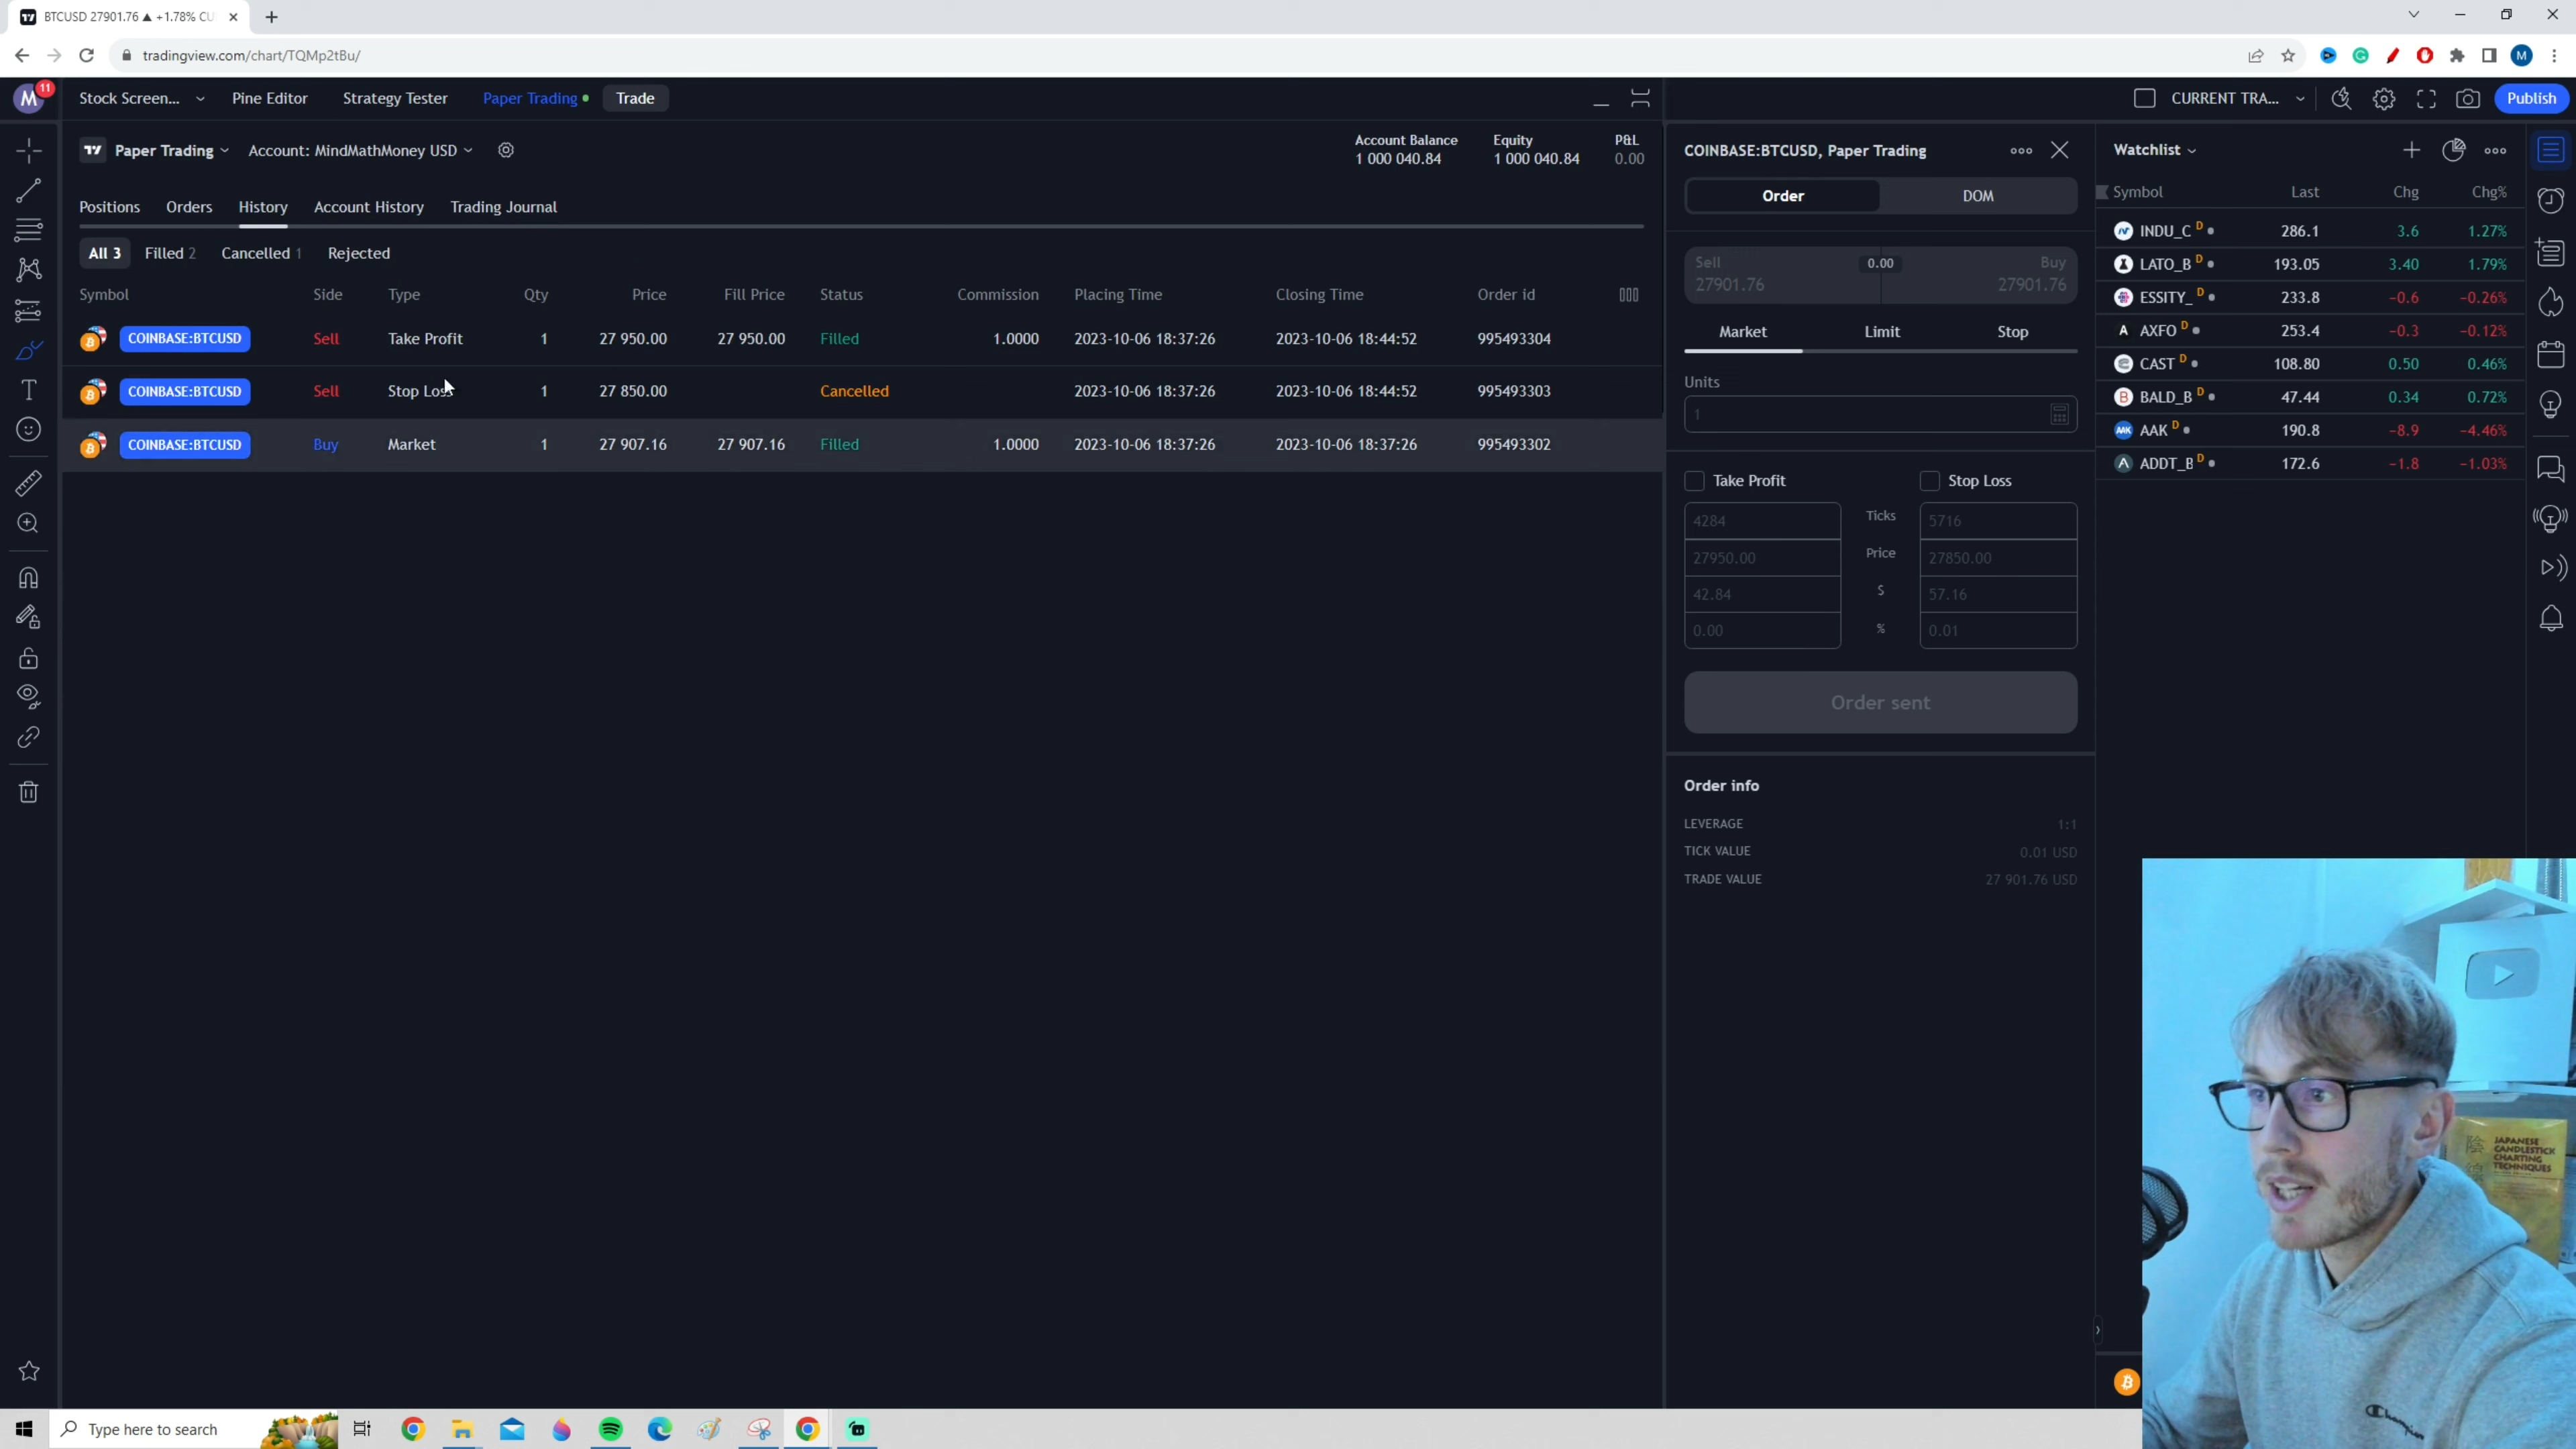 BTCUSD 27901.76 ▲ +1.78% CU
tradingview.com/chart/TQMp2tBu/
M
M 11 Stock Screen... Pine Editor Strategy Tester Paper Trading Trade
CURRENT TRA... Publish
Paper Trading Account: MindMathMoney USD
Account Balance Equity P&L
1 000 040.84 1 000 040.84 0.00
Positions Orders History Account History Trading Journal
All 3 Filled 2 Cancelled 1 Rejected
Symbol Side Type Qty Price Fill Price Status Commission Placing Time Closing Time Order id
COINBASE:BTCUSD Sell Take Profit 1 27 950.00 27 950.00 Filled 1.0000 2023-10-06 18:37:26 2023-10-06 18:44:52 995493304
COINBASE:BTCUSD Sell Stop Loss 1 27 850.00 Cancelled 2023-10-06 18:37:26 2023-10-06 18:44:52 995493303
COINBASE:BTCUSD Buy Market 1 27 907.16 27 907.16 Filled 1.0000 2023-10-06 18:37:26 2023-10-06 18:37:26 995493302
COINBASE:BTCUSD, Paper Trading
Order DOM
Sell 0.00 Buy
27901.76 27901.76
Market Limit Stop
Units
1
Take Profit Stop Loss
4284 Ticks 5716
27950.00 Price 27850.00
42.84 $ 57.16
0.00 % 0.01
Order sent
Order info
LEVERAGE 1:1
TICK VALUE 0.01 USD
TRADE VALUE 27 901.76 USD
Watchlist
Symbol Last Chg Chg%
INDU_C D 286.1 3.6 1.27%
LATO_B D 193.05 3.40 1.79%
ESSITY_ D 233.8 −0.6 −0.26%
AXFO D 253.4 −0.3 −0.12%
CAST D 108.80 0.50 0.46%
BALD_B D 47.44 0.34 0.72%
AAK D 190.8 −8.9 −4.46%
ADDT_B D 172.6 −1.8 −1.03%
JAPANESE
CANDLESTICK
CHARTING
TECHNIQUES
Champion
Type here to search